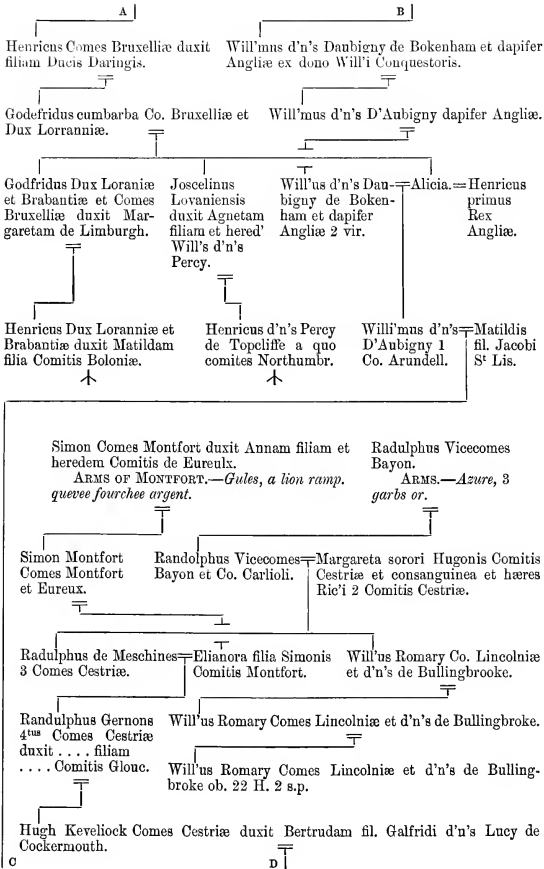 A
B
Henricus Comes Bruxelliæ duxit
filiam Ducis Daringis.
Will'mus d'n's Daubigny de Bokenham et dapifer
Angliæ ex dono Will'i Conquestoris.
Godefridus cumbarba Co. Bruxelliæ et
Dux Lorranniæ.
Will'mus d'n's D'Aubigny dapifer Angliæ.
Godfridus Dux Loraniæ
et Brabantiæ et Comes
Bruxelliæ duxit Mar-
garetam de Limburgh.
Joscelinus
Lovaniensis
duxit Agnetam
filiam et hered'
Will's d'n's
Percy.
Will'us d'n's Dau-
bigny de Boken-
ham et dapifer
Angliæ 2 vir.
Alicia.
Henricus
primus
Rex
Angliæ.
Henricus Dux Loranniæ et
Brabantiæ duxit Matildam
filia Comitis Boloniæ.
Henricus d'n's Percy
de Topcliffe a quo
comites Northumbr.
Willi'mus d'n's
D'Aubigny 1
Co. Arundell.
Matildis
fil. Jacobi
St Lis.
Simon Comes Montfort duxit Annam filiam et
heredem Comitis de Eureulx.
ARMS OF MONTFORT.—Gules, a lion ramp.
quevee fourchee argent.
Radulphus Vicecomes
Bayon.
ARMS.—Azure, 3
garbs or.
Simon Montfort
Comes Montfort
et Eureux.
Randolphus Vicecomes
Bayon et Co. Carlioli.
Margareta sorori Hugonis Comitis
Cestriæ et consanguinea et hæres
Ric'i 2 Comitis Cestriæ.
Radulphus de Meschines
3 Comes Cestriæ.
Elianora filia Simonis
Comitis Montfort.
Will'us Romary Co. Lincolniæ
et d'n's de Bullingbrooke.
Randulphus Gernons
4tus Comes Cestriæ
duxit .... filiam
.... Comitis Glouc.
Will'us Romary Comes Lincolniæ et d'n's de Bullingbroke.
Will'us Romary Comes Lincolniæ et d'n's de Bulling-
broke ob. 22 H. 2 s.p.
Hugh Keveliock Comes Cestriæ duxit Bertrudam fil. Galfridi d'n's Lucy de
Cockermouth.
C
D